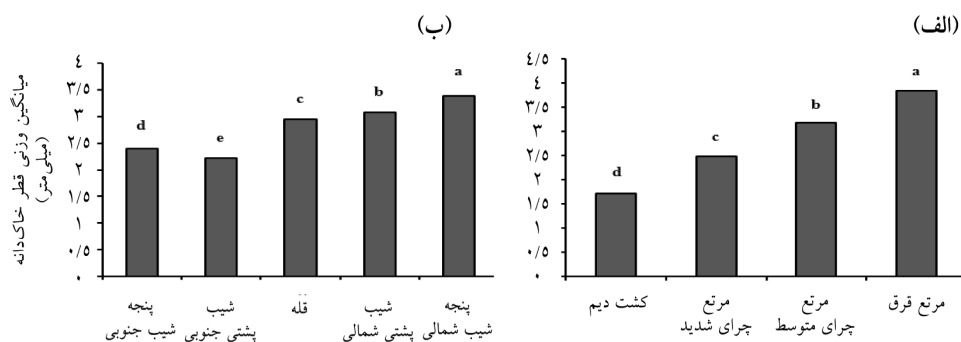 (الف)
۴/۵
۴
۳/۵
۳
۲/۵
۲
۱/۵
۱
۰/۵
۰
a
b
c
d
مرتع قرق
مرتع
چرای متوسط
مرتع
چرای شدید
کشت دیم
(ب)
میانگین وزنی قطر خاک‌دانه
(میلی‌متر)
۴
۳/۵
۳
۲/۵
۲
۱/۵
۱
۰/۵
۰
a
b
c
e
d
پنجه
شیب شمالی
شیب
پشتی شمالی
قله
شیب
پشتی جنوبی
پنجه
شیب جنوبی